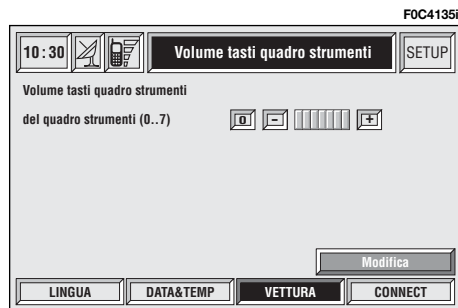 F0C4135i
10:30 Volume tasti quadro strumenti SETUP
Volume tasti quadro strumenti
del quadro strumenti (0..7) 0 - +
Modifica
LINGUA DATA&TEMP VETTURA CONNECT